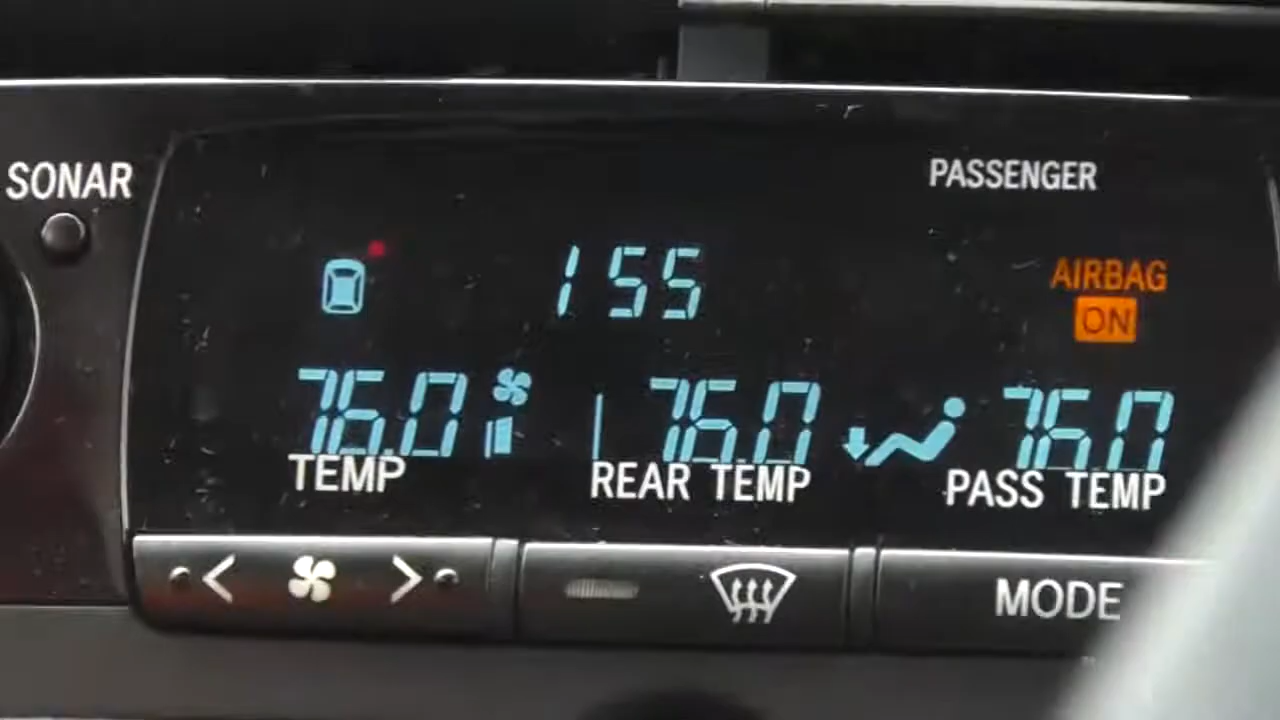 SONAR
PASSENGER
155
AIRBAG
ON
76.0 76.0 76.0
TEMP REAR TEMP PASS TEMP
MODE